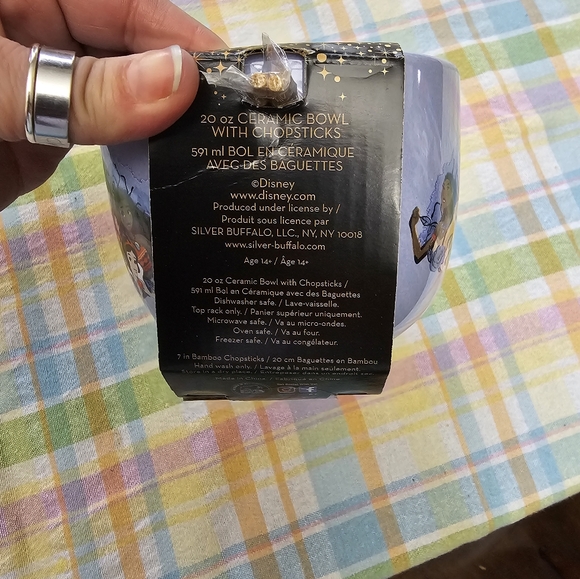 20 oz CERAMIC BOWL
WITH CHOPSTICKS
591 ml BOL EN CÉRAMIQUE
AVEC DES BAGUETTES
©Disney
www.disney.com
Produced under license by /
Produit sous licence par
SILVER BUFFALO, LLC., NY, NY 10018
www.silver-buffalo.com
Age 14+ / Âge 14+
20 oz Ceramic Bowl with Chopsticks /
591 ml Bol en Céramique avec des Baguettes
Dishwasher safe. / Lave-vaisselle.
Top rack only. / Panier supérieur uniquement.
Microwave safe. / Va au micro-ondes.
Oven safe. / Va au four.
Freezer safe. / Va au congélateur.
7 in Bamboo Chopsticks / 20 cm Baguettes en Bambou
Hand wash only. / Lavage à la main seulement.